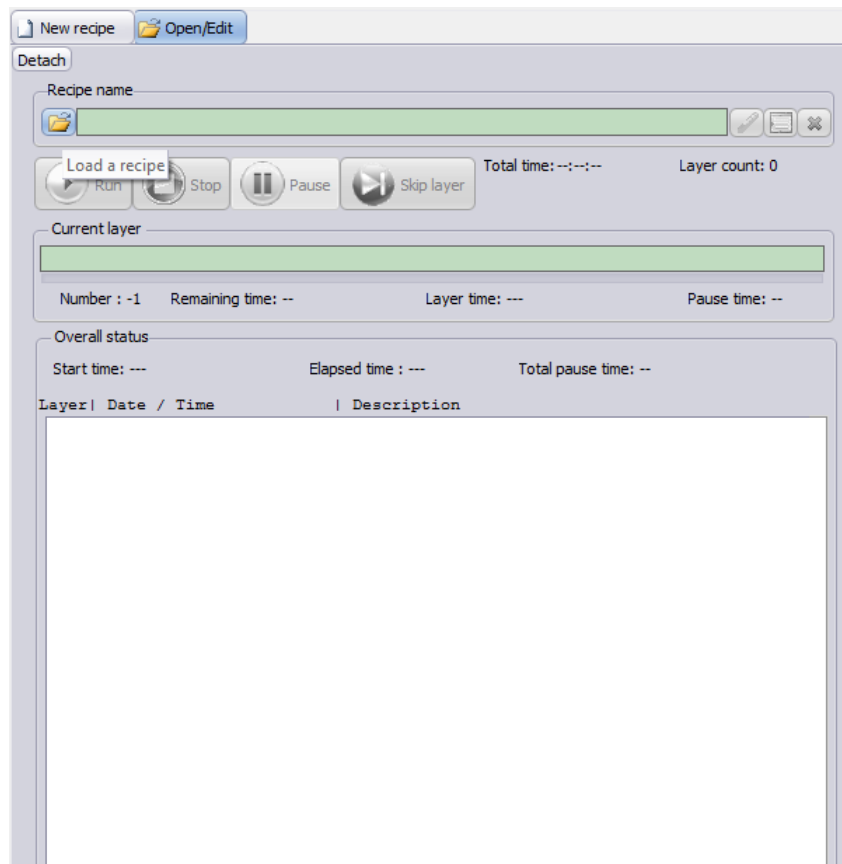 New recipe Open/Edit
Detach
Recipe name
Load a recipe
Run Stop Pause Skip layer Total time: --:--:-- Layer count: 0
Current layer
Number : -1 Remaining time: -- Layer time: --- Pause time: --
Overall status
Start time: --- Elapsed time : --- Total pause time: --
Layer| Date / Time | Description